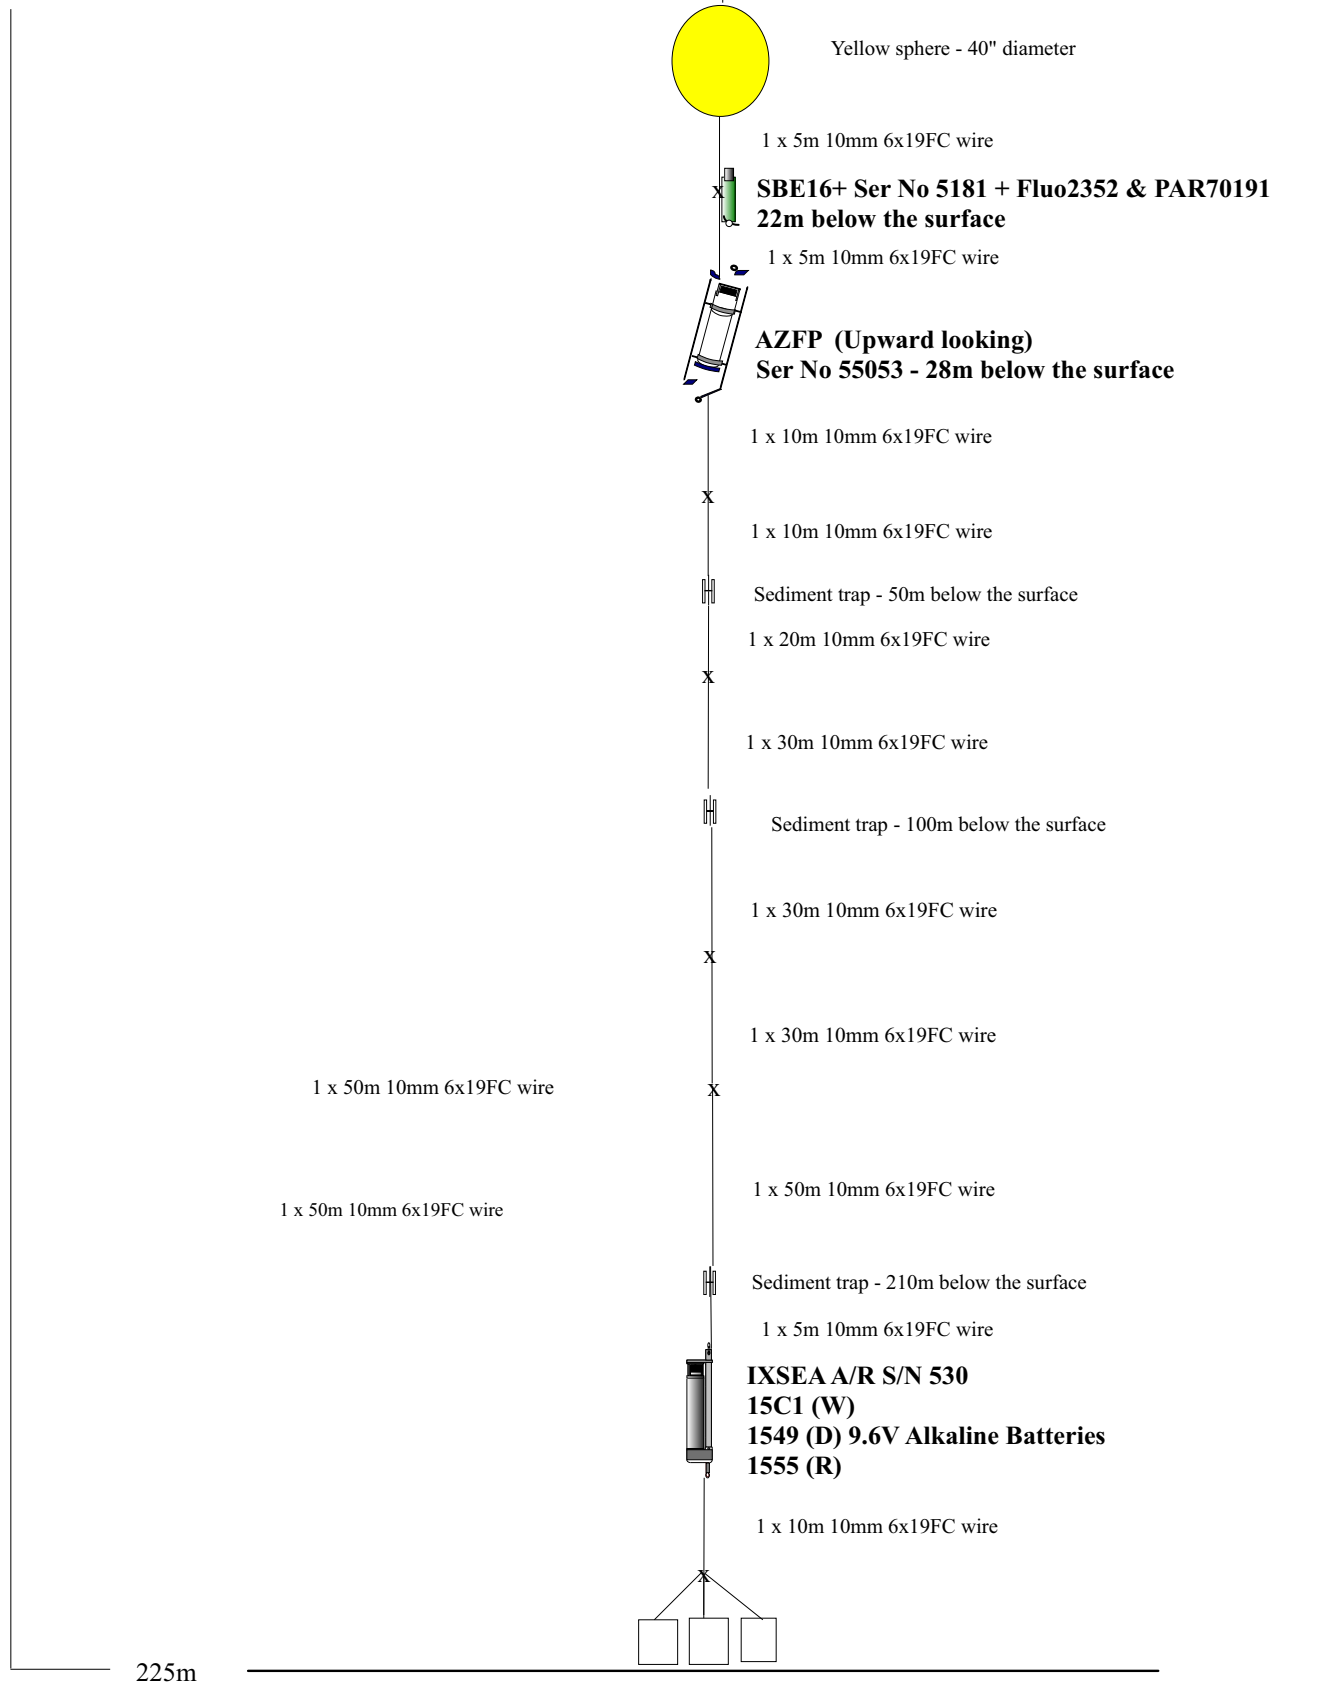 Yellow sphere - 40" diameter
1 x 5m 10mm 6x19FC wire
x
SBE16+ Ser No 5181 + Fluo2352 & PAR70191
22m below the surface
1 x 5m 10mm 6x19FC wire
AZFP (Upward looking)
Ser No 55053 - 28m below the surface
1 x 10m 10mm 6x19FC wire
x
1 x 10m 10mm 6x19FC wire
Sediment trap - 50m below the surface
1 x 20m 10mm 6x19FC wire
x
1 x 30m 10mm 6x19FC wire
Sediment trap - 100m below the surface
1 x 30m 10mm 6x19FC wire
x
1 x 30m 10mm 6x19FC wire
1 x 50m 10mm 6x19FC wire
x
1 x 50m 10mm 6x19FC wire
1 x 50m 10mm 6x19FC wire
Sediment trap - 210m below the surface
1 x 5m 10mm 6x19FC wire
IXSEA A/R S/N 530
15C1 (W)
1549 (D) 9.6V Alkaline Batteries
1555 (R)
1 x 10m 10mm 6x19FC wire
x
225m